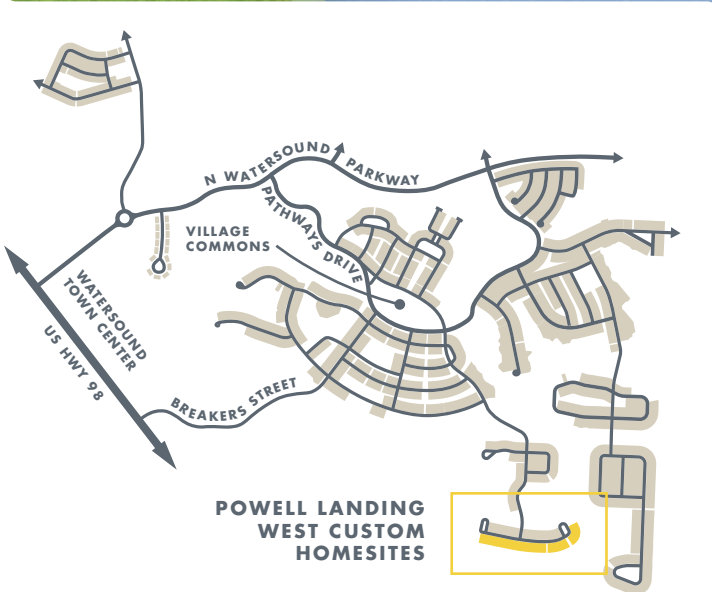 N WATERSOUND PARKWAY
PATHWAYS DRIVE
VILLAGE
COMMONS
WATERSOUND
TOWN CENTER
US HWY 98
BREAKERS STREET
POWELL LANDING
WEST CUSTOM
HOMESITES